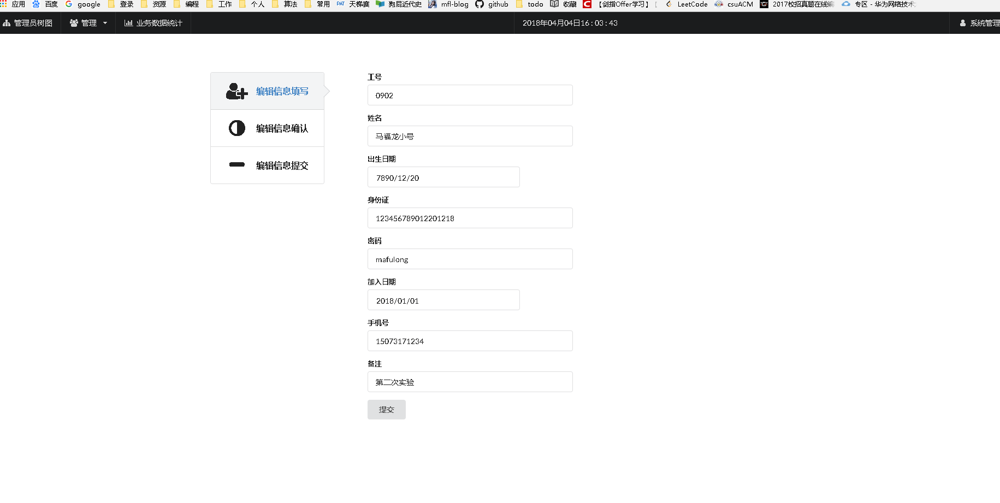 应用 百度 google 登录 资源 编程 工作 个人 算法 常用 PAT 天梯赛 狗屁近代史 mfl-blog github todo 收藏 【剑指Offer学习】【 LeetCode csuACM 2017校招真题在线编 专区 - 华为网络技术
管理员树图 管理 业务数据统计 2018年04月04日16:03:43 系统管理
编辑信息填写
编辑信息确认
编辑信息提交
工号
0902
姓名
马福龙小号
出生日期
7890/12/20
身份证
123456789012201218
密码
mafulong
加入日期
2018/01/01
手机号
15073171234
备注
第二次实验
提交